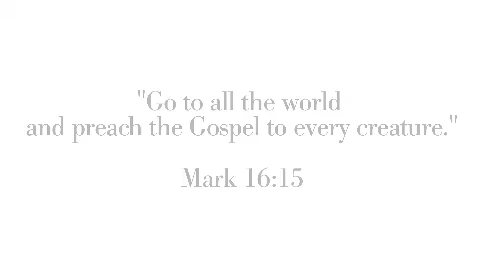 "Go to all the world
and preach the Gospel to every creature."
Mark 16:15